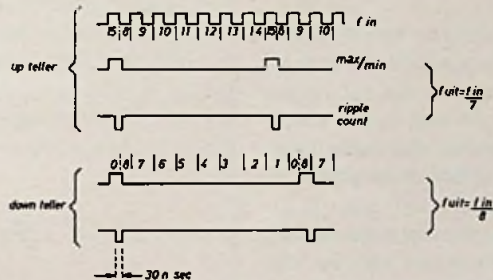 f in
15 8 9 10 11 12 13 14 15 8 9 10
up teller
max/min
ripple count
f uit = f in / 7
0 8 7 6 5 4 3 2 1 0 8 7
down teller
f uit = f in / 8
30 n sec